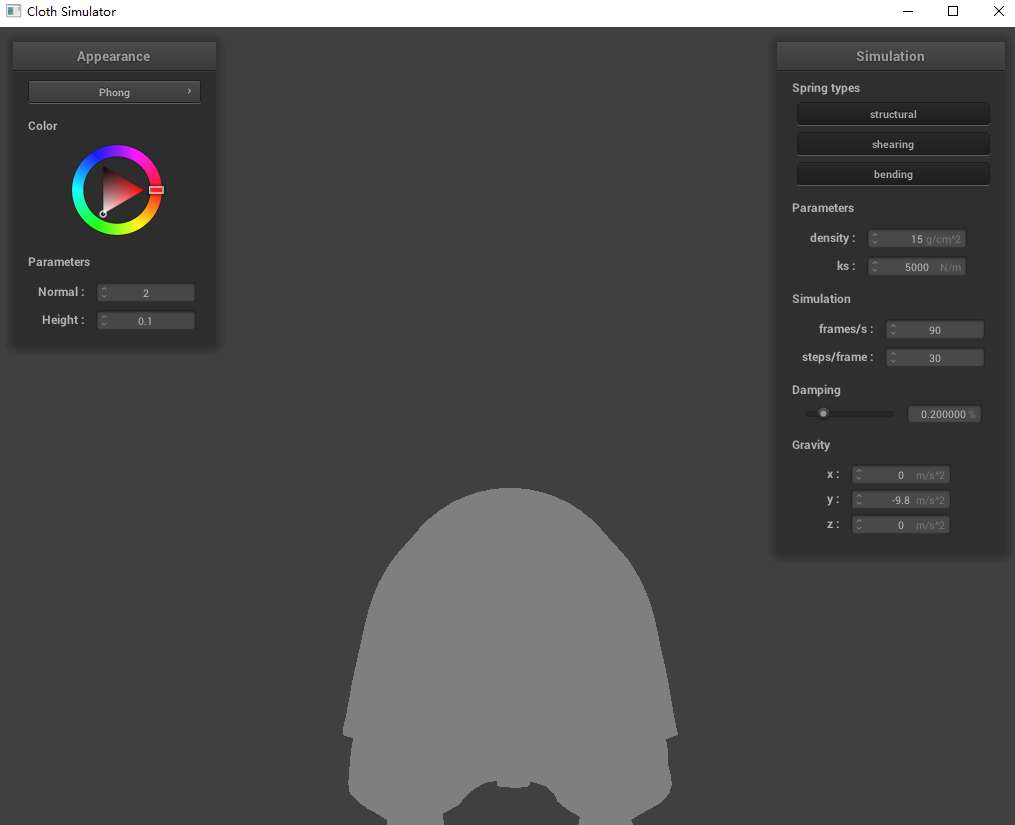 Cloth Simulator
Appearance
Phong
Color
Parameters
Normal : 2
Height : 0.1
Simulation
Spring types
structural
shearing
bending
Parameters
density : 15 g/cm^2
ks : 5000 N/m
Simulation
frames/s : 90
steps/frame : 30
Damping
0.200000 %
Gravity
x : 0 m/s^2
y : -9.8 m/s^2
z : 0 m/s^2